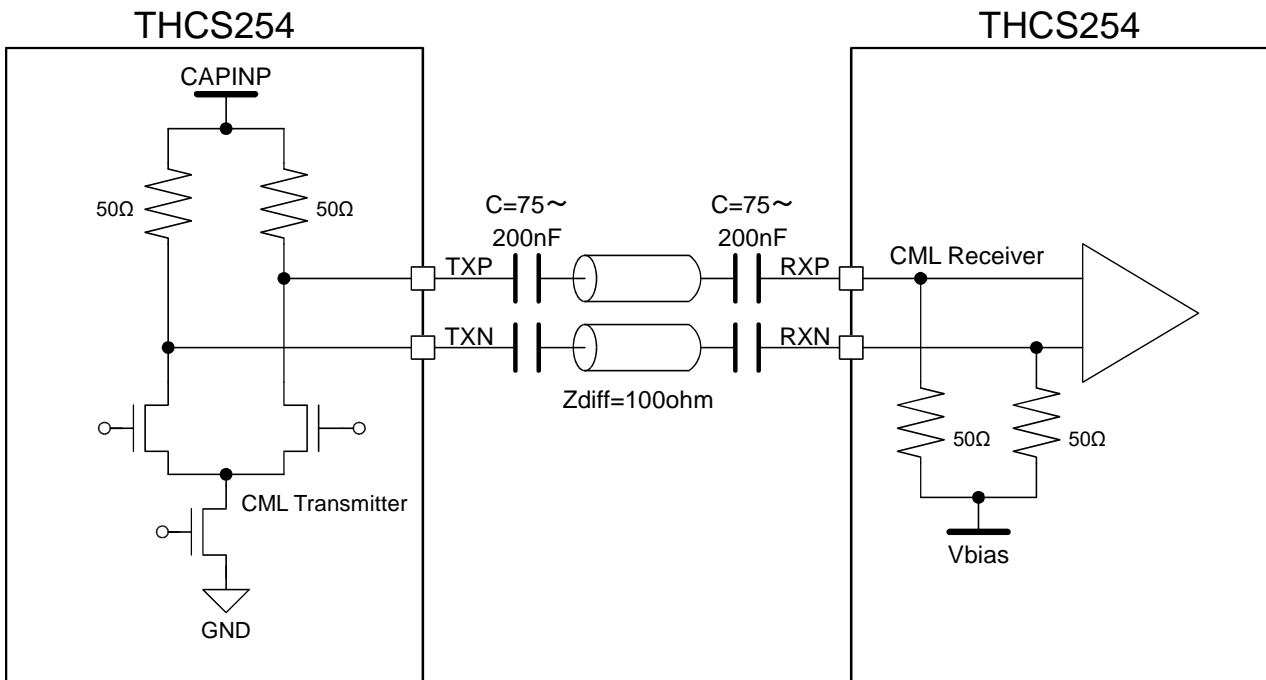 THCS254
THCS254
CAPINP
50Ω
50Ω
C=75～
200nF
C=75～
200nF
TXP
RXP
CML Receiver
TXN
RXN
Zdiff=100ohm
50Ω
50Ω
CML Transmitter
Vbias
GND